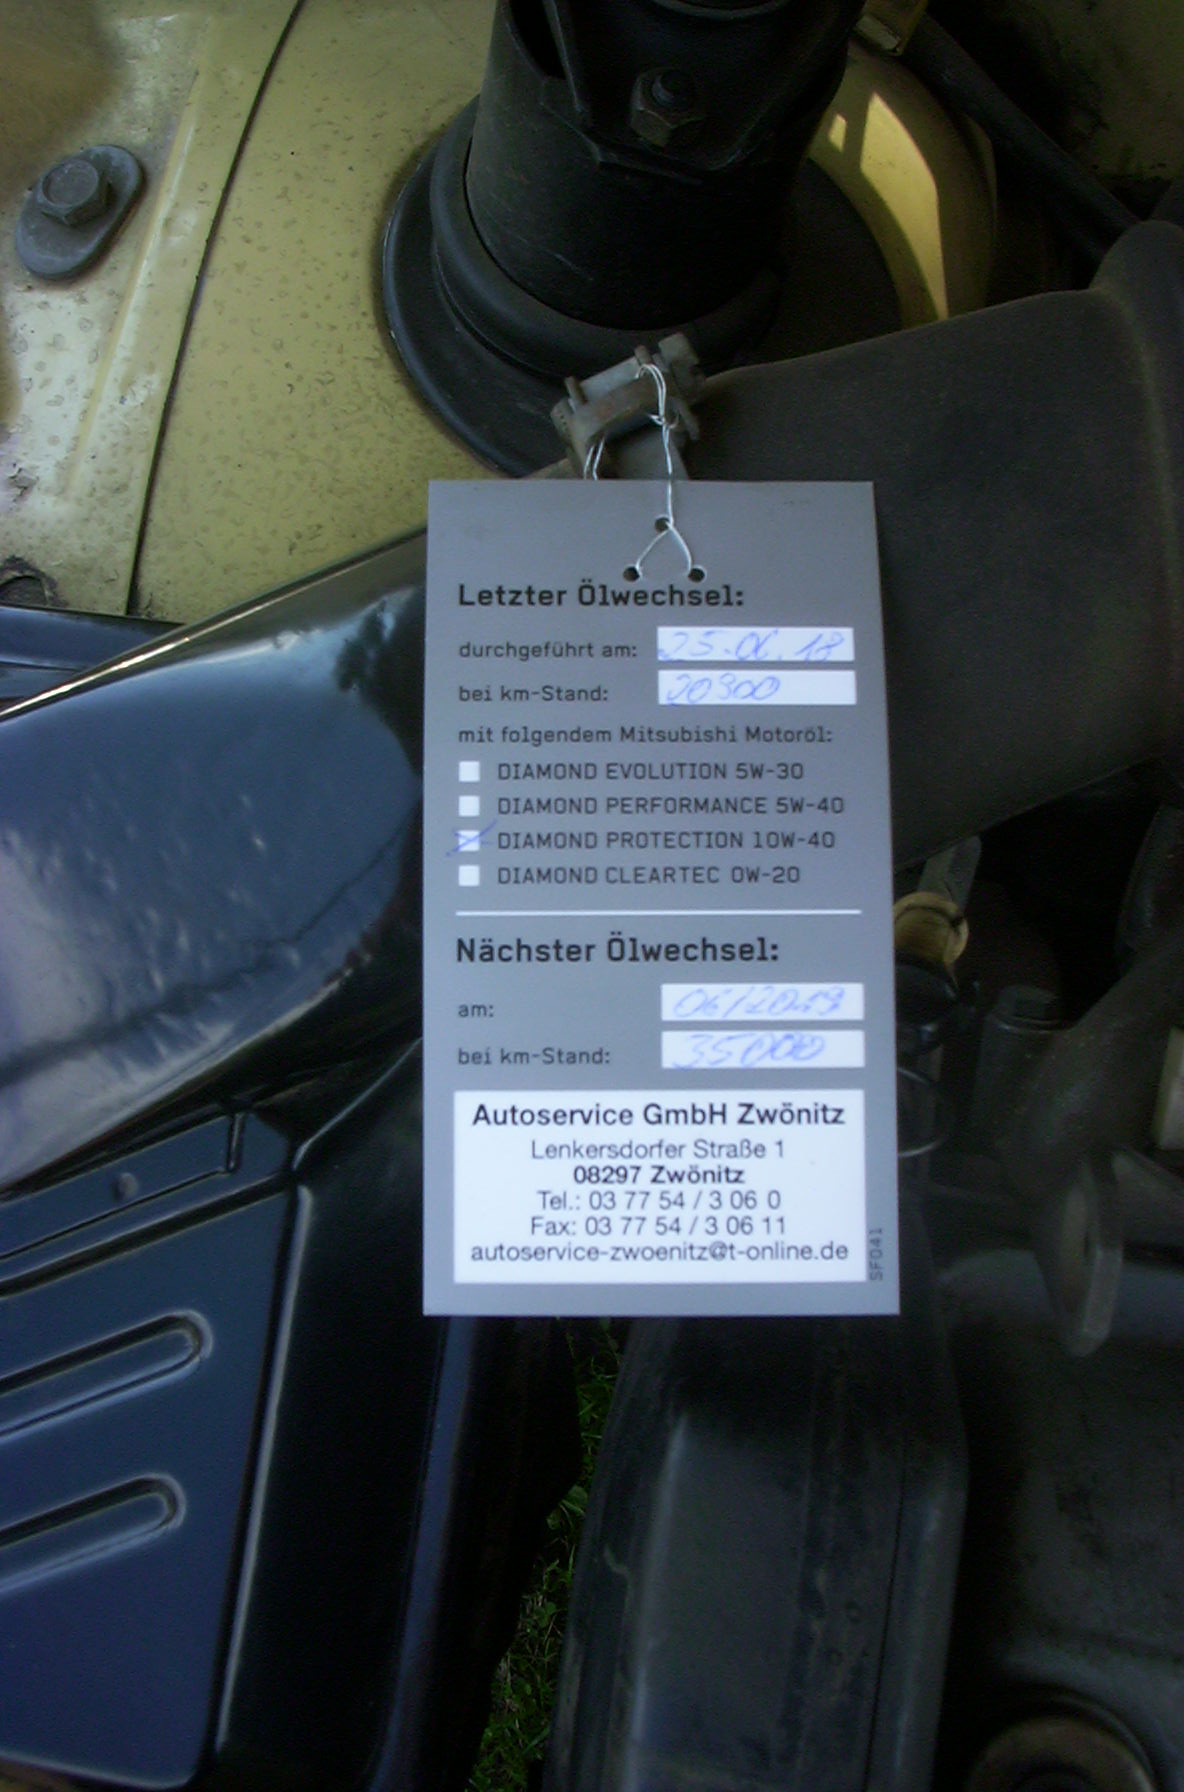 Letzter Ölwechsel:
durchgeführt am: 25.06.18
bei km-Stand: 20300
mit folgendem Mitsubishi Motoröl:
DIAMOND EVOLUTION 5W-30
DIAMOND PERFORMANCE 5W-40
DIAMOND PROTECTION 10W-40
DIAMOND CLEARTEC 0W-20
Nächster Ölwechsel:
am: 06/2019
bei km-Stand: 35000
Autoservice GmbH Zwönitz
Lenkersdorfer Straße 1
08297 Zwönitz
Tel.: 03 77 54 / 3 06 0
Fax: 03 77 54 / 3 06 11
autoservice-zwoenitz@t-online.de
SF041